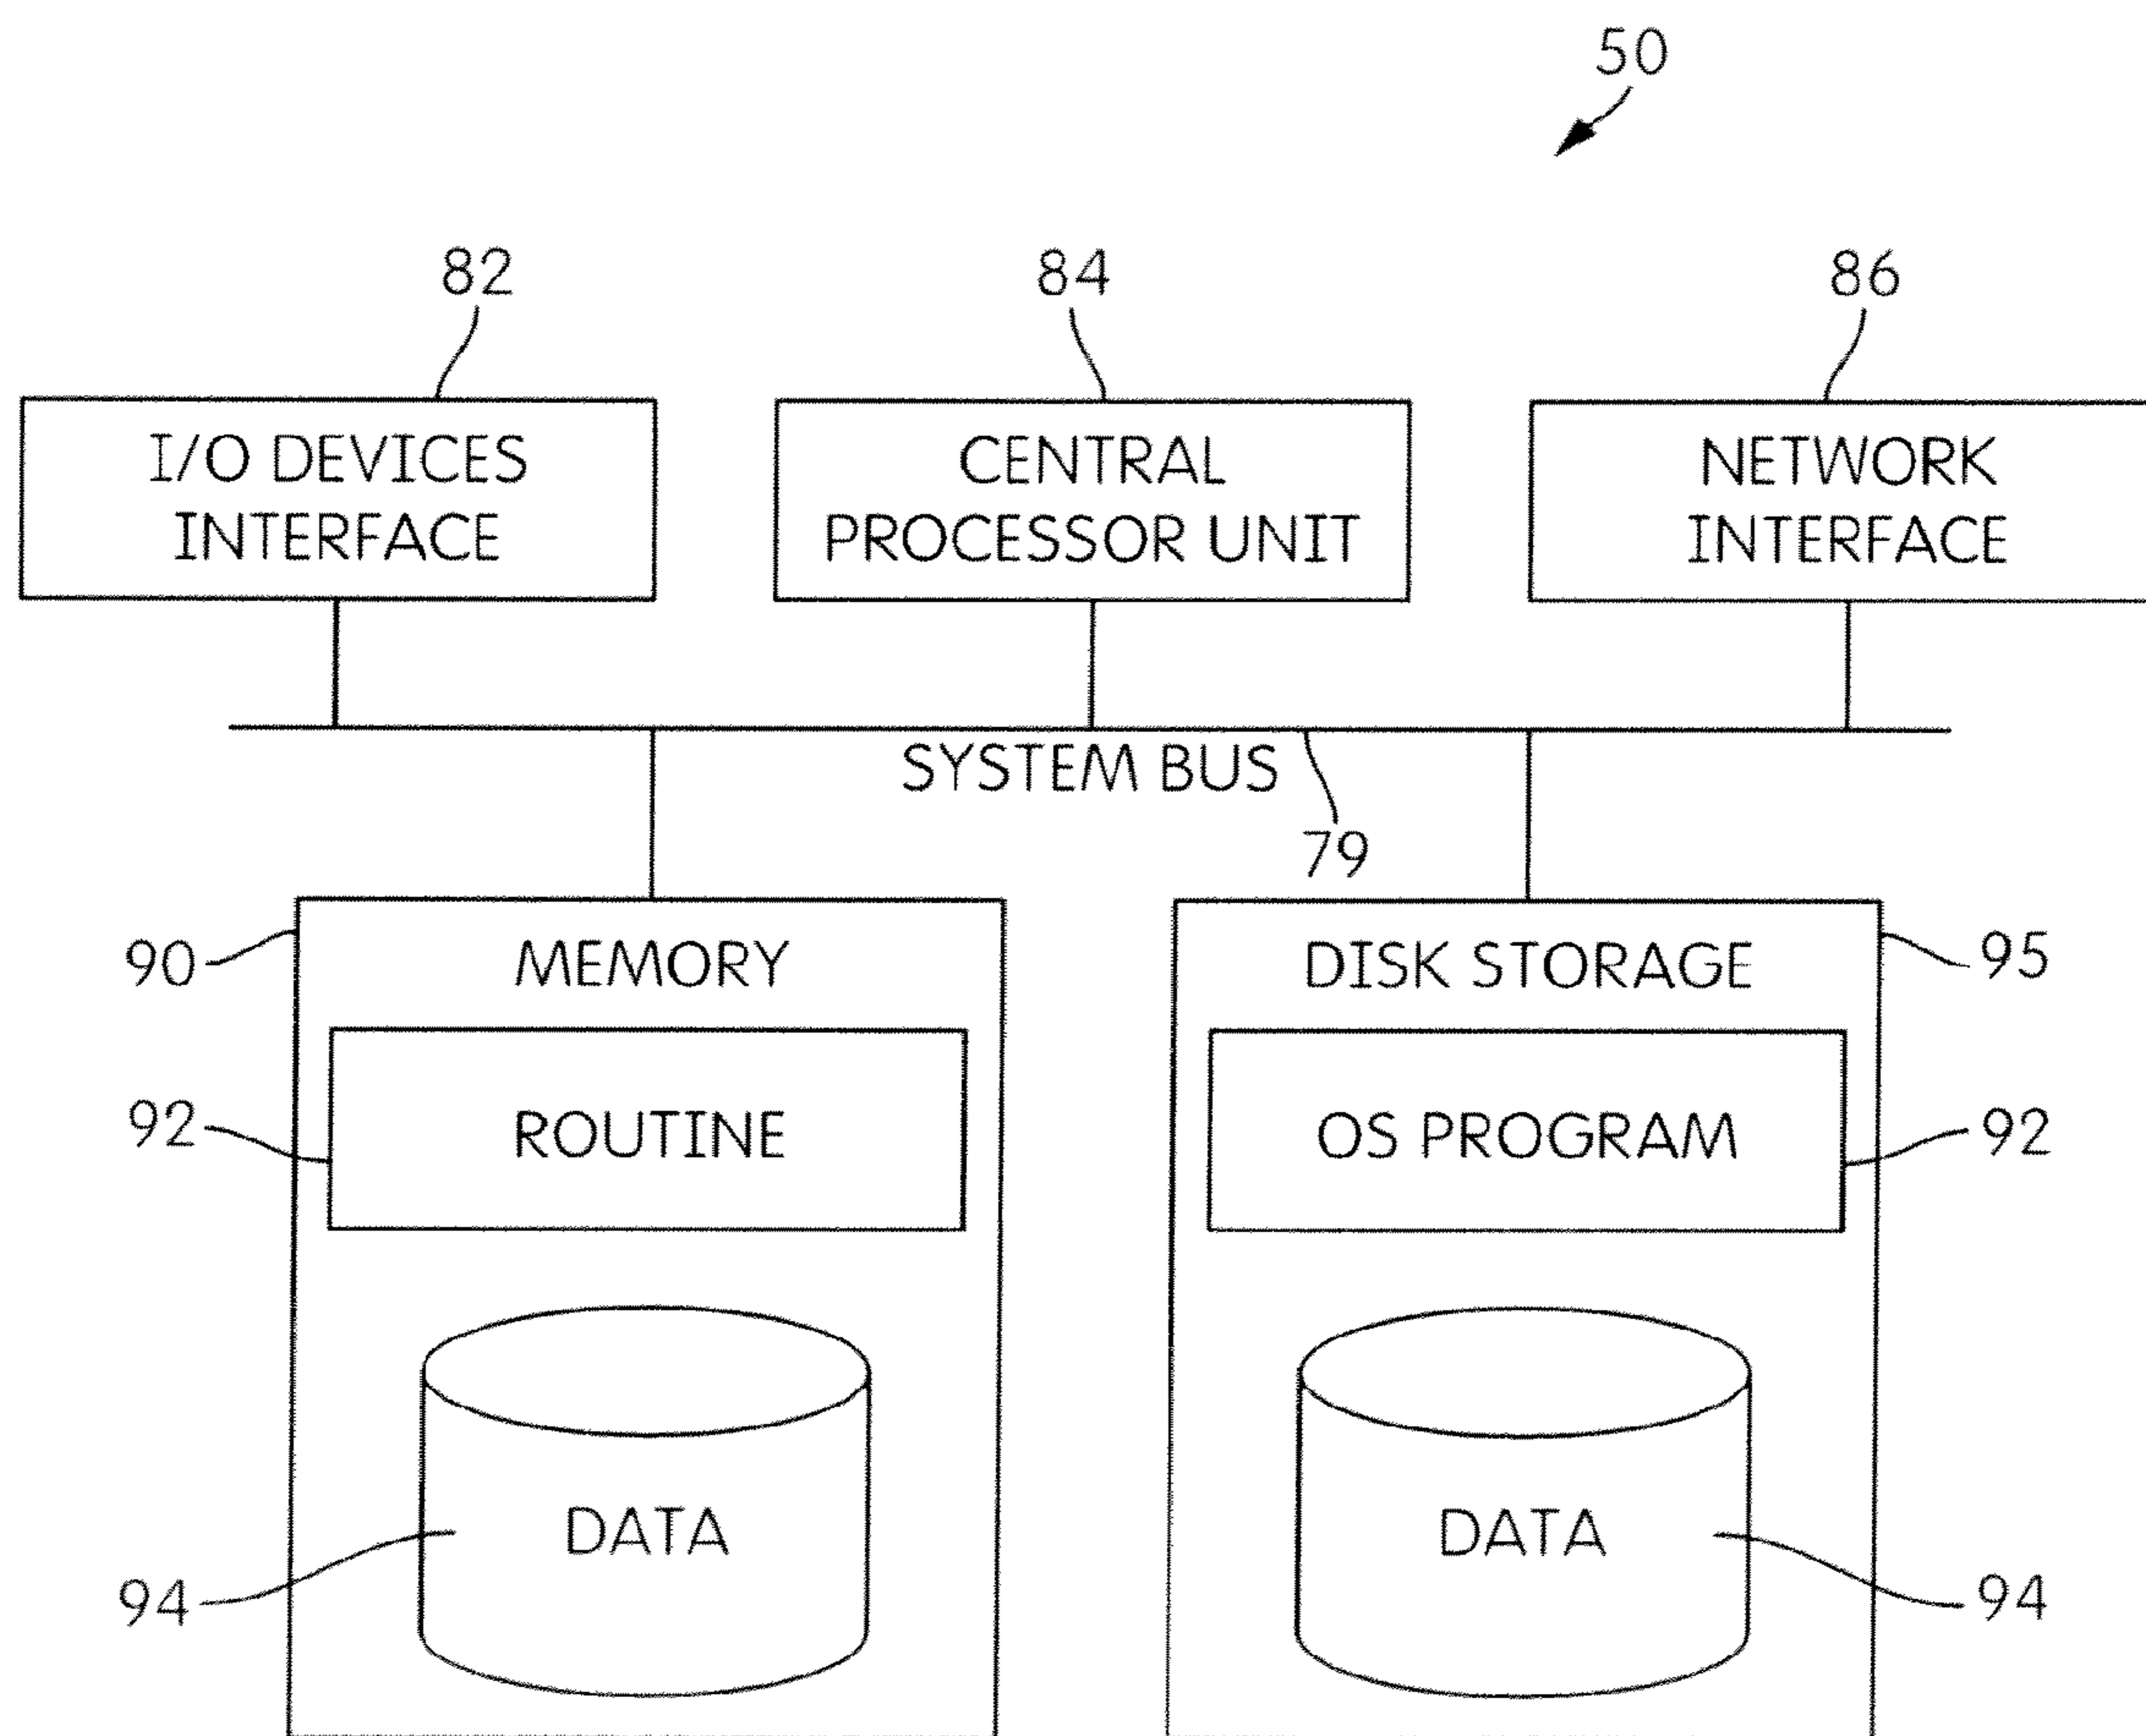 50
82
84
86
I/O DEVICES
INTERFACE
CENTRAL
PROCESSOR UNIT
NETWORK
INTERFACE
SYSTEM BUS
79
90
MEMORY
DISK STORAGE
95
92
ROUTINE
OS PROGRAM
92
DATA
DATA
94
94